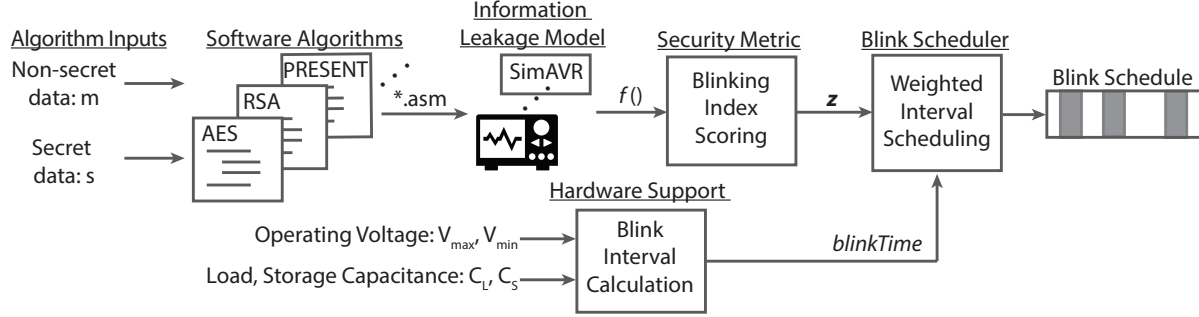 Algorithm Inputs
Non-secret
data: m
Secret
data: s
Software Algorithms
PRESENT
RSA
AES
*.asm
Information
Leakage Model
SimAVR
f()
Security Metric
Blinking
Index
Scoring
z
Blink Scheduler
Weighted
Interval
Scheduling
Blink Schedule
Hardware Support
Operating Voltage: Vmax, Vmin
Load, Storage Capacitance: CL, CS
Blink
Interval
Calculation
blinkTime